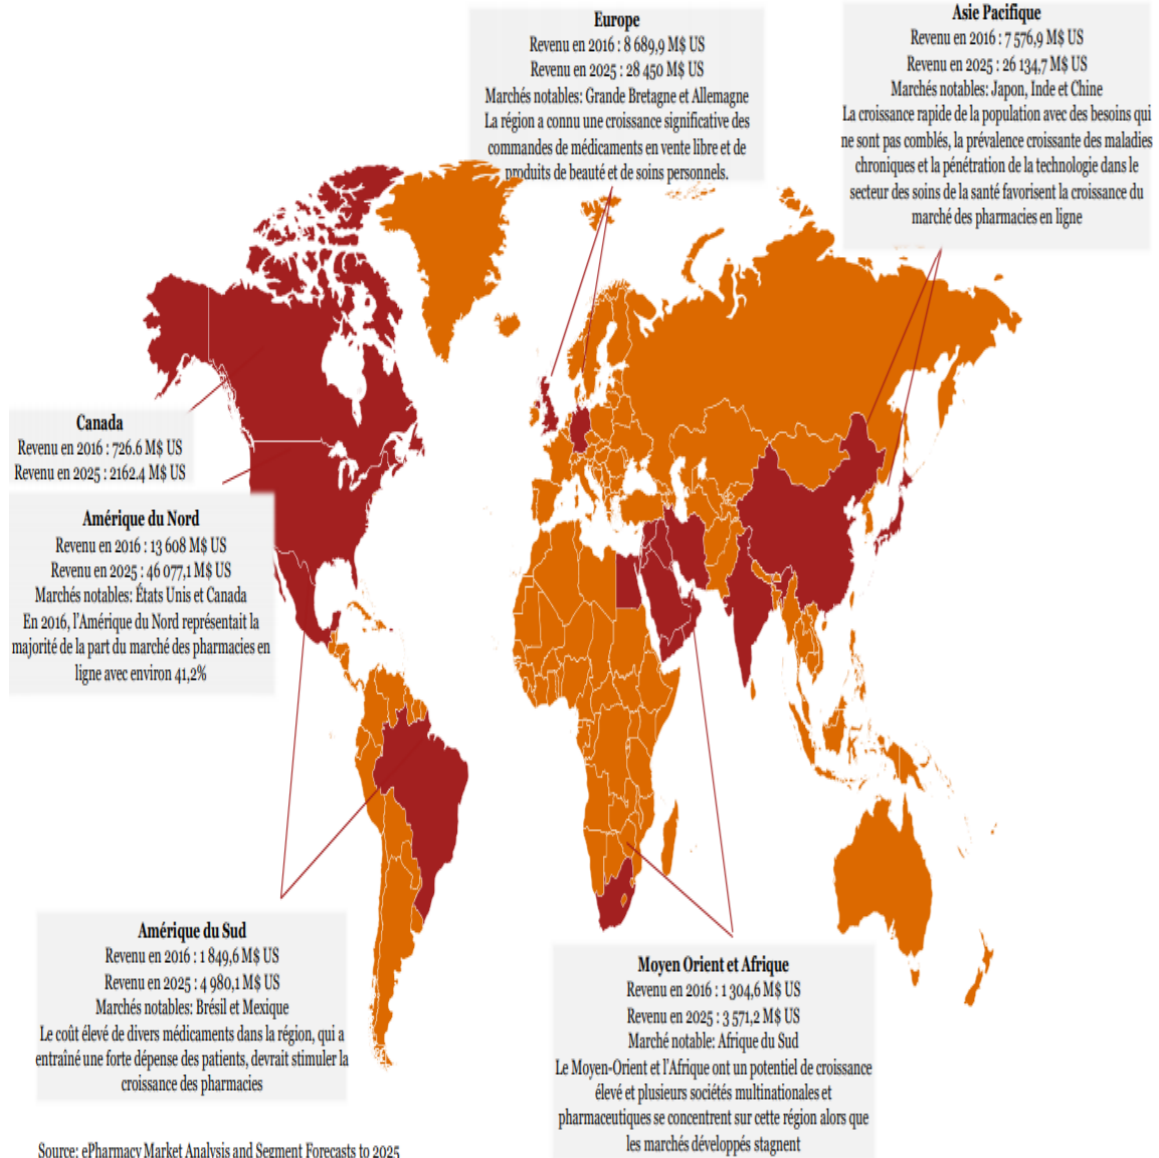 Europe
Revenu en 2016 : 8 689,9 M$ US
Revenu en 2025 : 28 450 M$ US
Marchés notables: Grande Bretagne et Allemagne
La région a connu une croissance significative des
commandes de médicaments en vente libre et de
produits de beauté et de soins personnels.
Asie Pacifique
Revenu en 2016 : 7 576,9 M$ US
Revenu en 2025 : 26 134,7 M$ US
Marchés notables: Japon, Inde et Chine
La croissance rapide de la population avec des besoins qui
ne sont pas comblés, la prévalence croissante des maladies
chroniques et la pénétration de la technologie dans le
secteur des soins de la santé favorisent la croissance du
marché des pharmacies en ligne
Canada
Revenu en 2016 : 726.6 M$ US
Revenu en 2025 : 2162.4 M$ US
Amérique du Nord
Revenu en 2016 : 13 608 M$ US
Revenu en 2025 : 46 077,1 M$ US
Marchés notables: États Unis et Canada
En 2016, l'Amérique du Nord représentait la
majorité de la part du marché des pharmacies en
ligne avec environ 41,2%
Amérique du Sud
Revenu en 2016 : 1 849,6 M$ US
Revenu en 2025 : 4 980,1 M$ US
Marchés notables: Brésil et Mexique
Le coût élevé de divers médicaments dans la région, qui a
entraîné une forte dépense des patients, devrait stimuler la
croissance des pharmacies
Moyen Orient et Afrique
Revenu en 2016 : 1 304,6 M$ US
Revenu en 2025 : 3 571,2 M$ US
Marché notable: Afrique du Sud
Le Moyen-Orient et l'Afrique ont un potentiel de croissance
élevé et plusieurs sociétés multinationales et
pharmaceutiques se concentrent sur cette région alors que
les marchés développés stagnent
Source: ePharmacy Market Analysis and Segment Forecasts to 2025